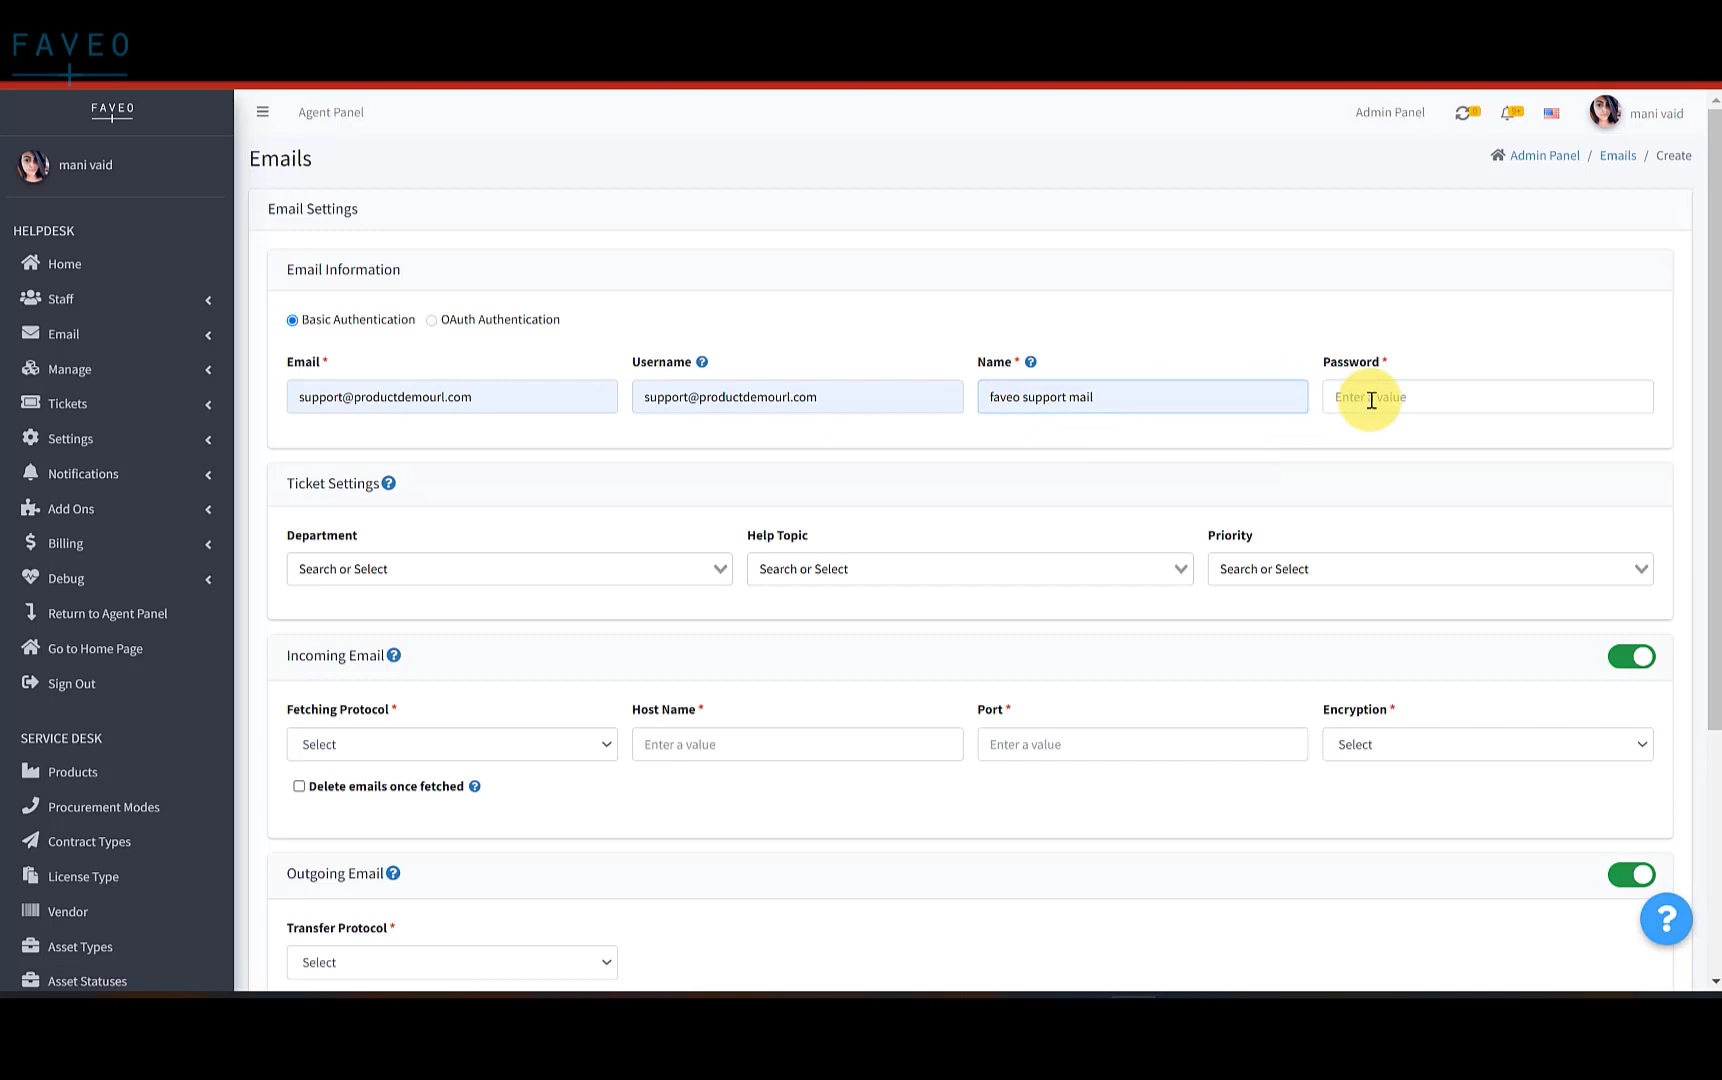 FAVEO
FAVEO
Agent Panel
Admin Panel
mani vaid
mani vaid
Emails
Admin Panel / Emails / Create
HELPDESK
Home
Staff
Email
Manage
Tickets
Settings
Notifications
Add Ons
Billing
Debug
Return to Agent Panel
Go to Home Page
Sign Out
SERVICE DESK
Products
Procurement Modes
Contract Types
License Type
Vendor
Asset Types
Asset Statuses
Email Settings
Email Information
Basic Authentication OAuth Authentication
Email * Username ? Name * ? Password *
support@productdemourl.com support@productdemourl.com faveo support mail Enter a value
Ticket Settings ?
Department Help Topic Priority
Search or Select Search or Select Search or Select
Incoming Email ?
Fetching Protocol * Host Name * Port * Encryption *
Select Enter a value Enter a value Select
Delete emails once fetched ?
Outgoing Email ?
Transfer Protocol *
Select
?